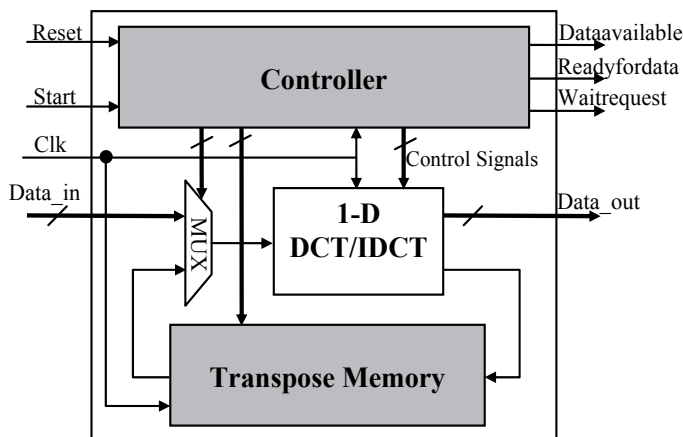 Reset
Controller
Dataavailable
Readyfordata
Start
Waitrequest
Clk
Control Signals
Data_in
MUX
1-D
DCT/IDCT
Data_out
Transpose Memory